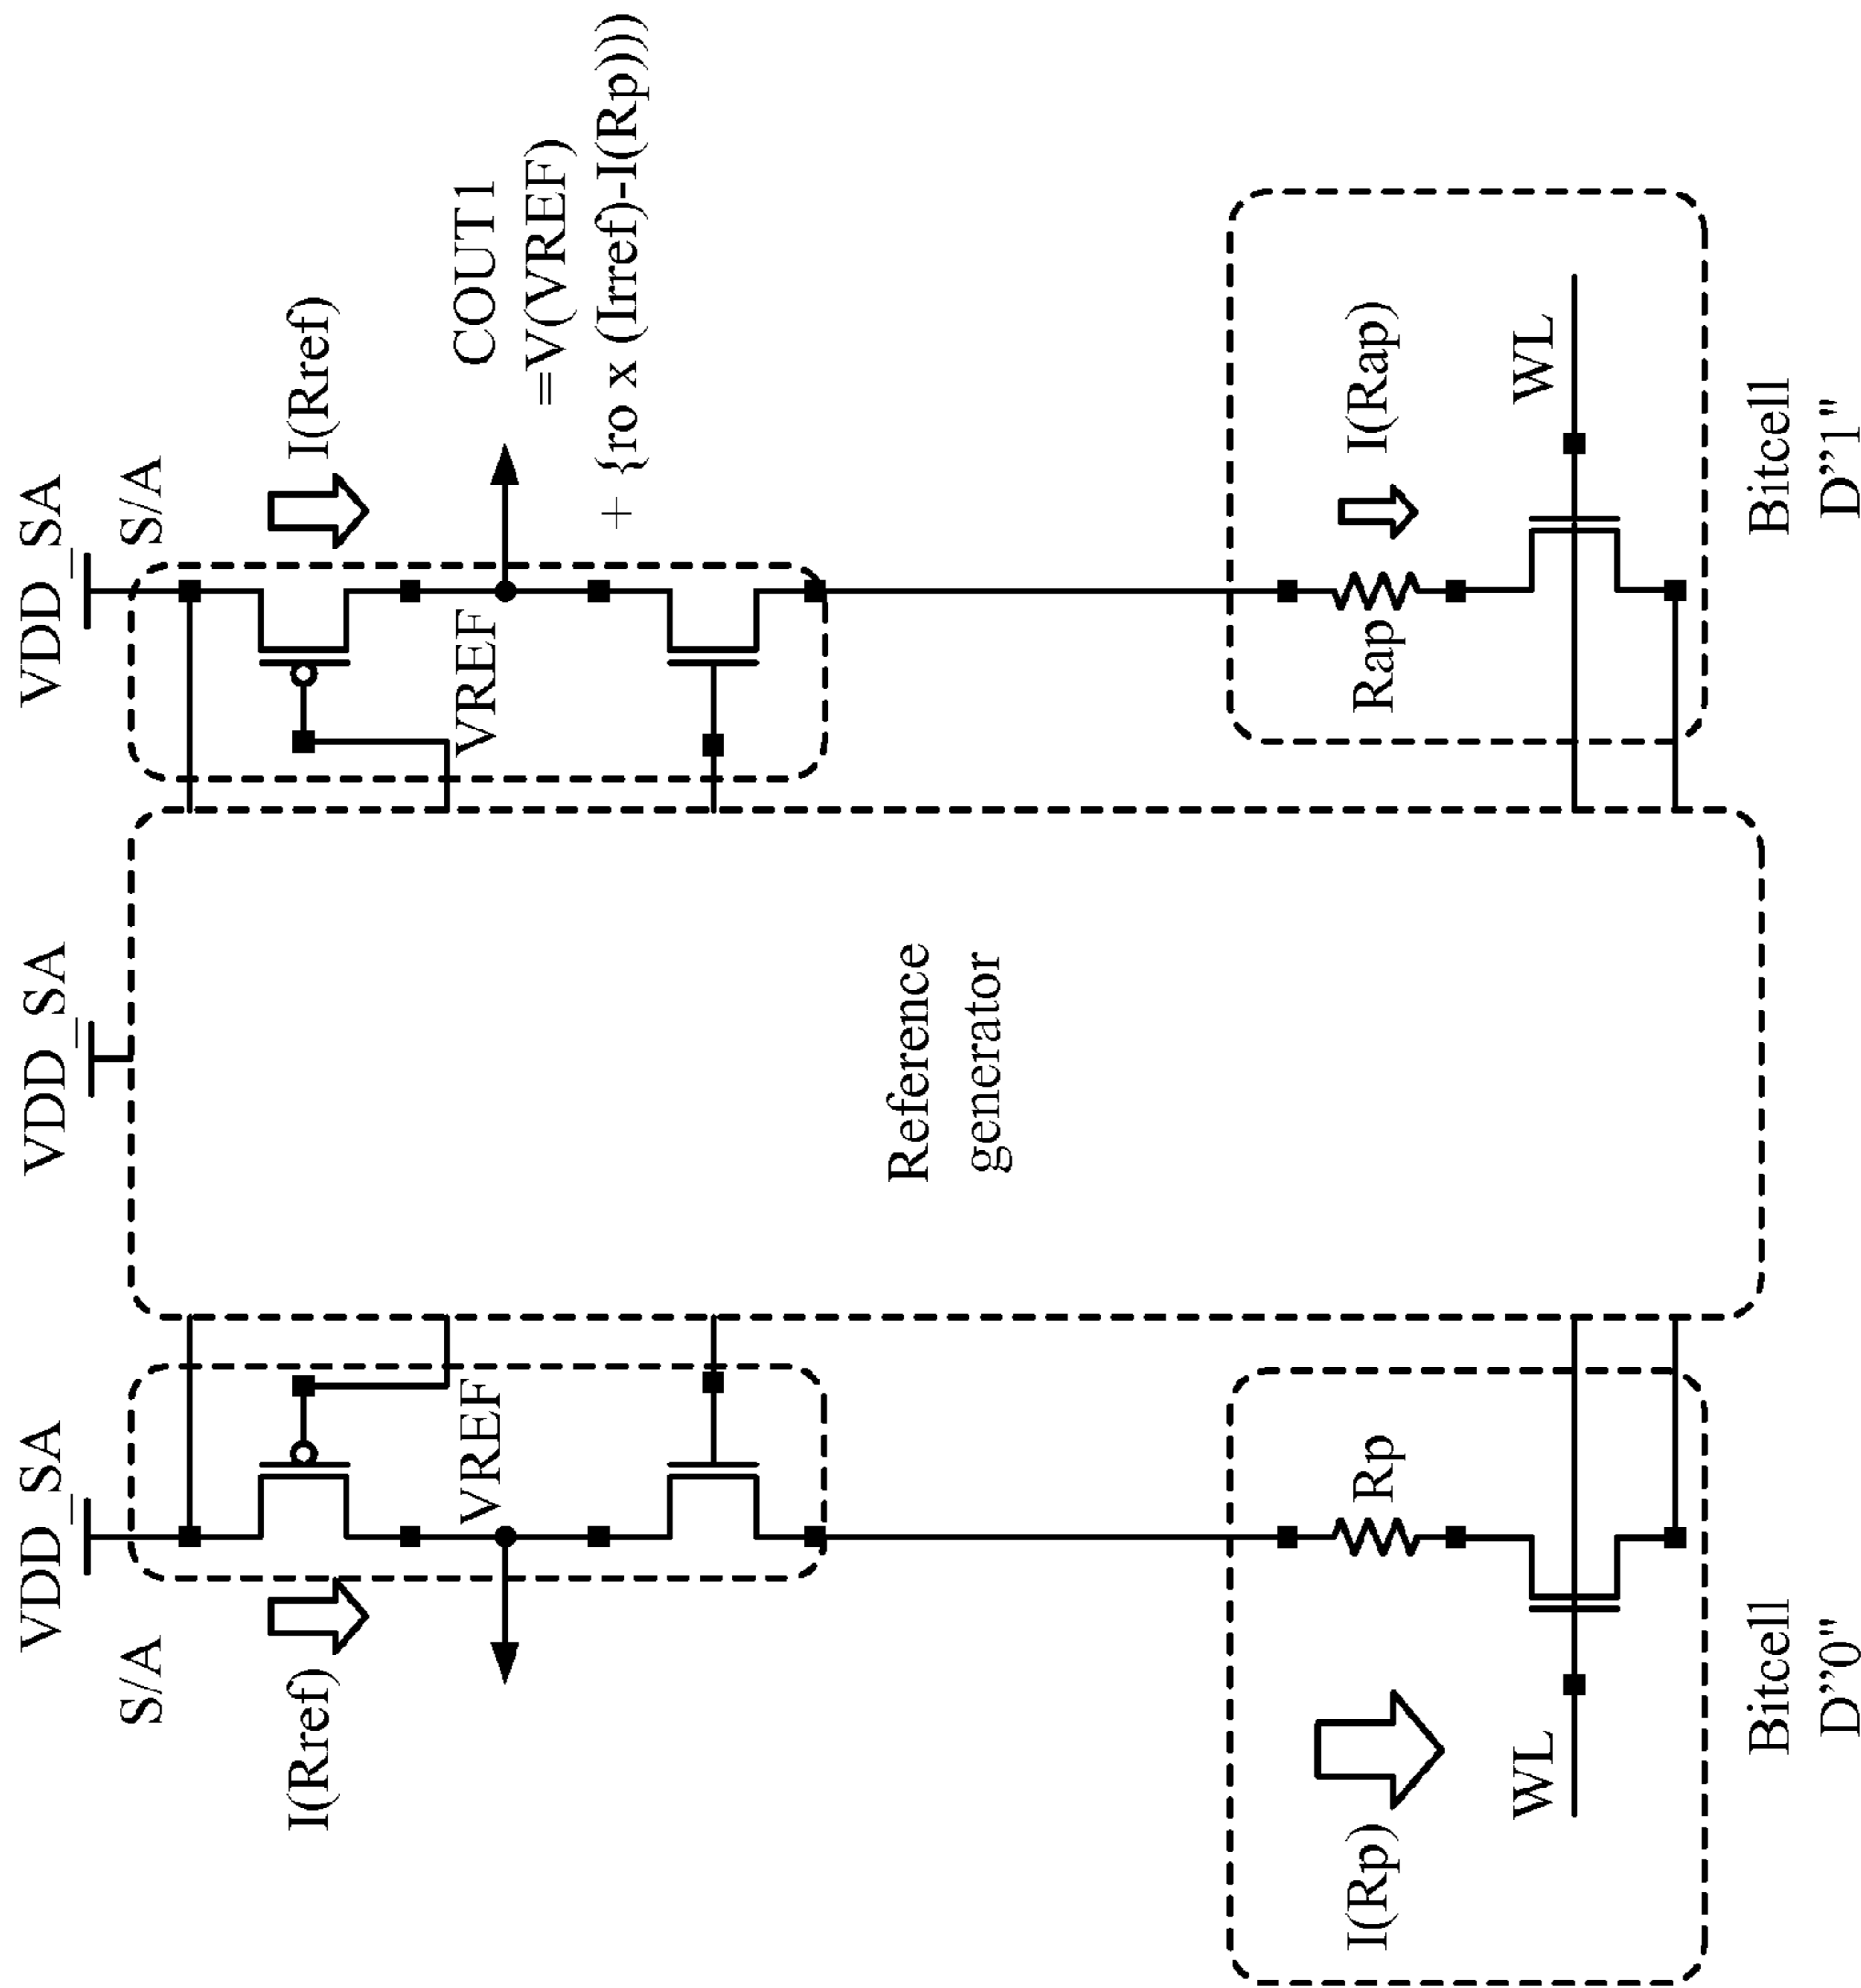 VDD_SA
VDD_SA
VDD_SA
S/A
S/A
I(Rref)
I(Rref)
VREF
VREF
COUT1
=V(VREF)
+ {ro x (Irref)-I(Rp)))
Reference
generator
I(Rp)
Rp
Rap
I(Rap)
WL
WL
Bitcell
D''0"
Bitcell
D''1"